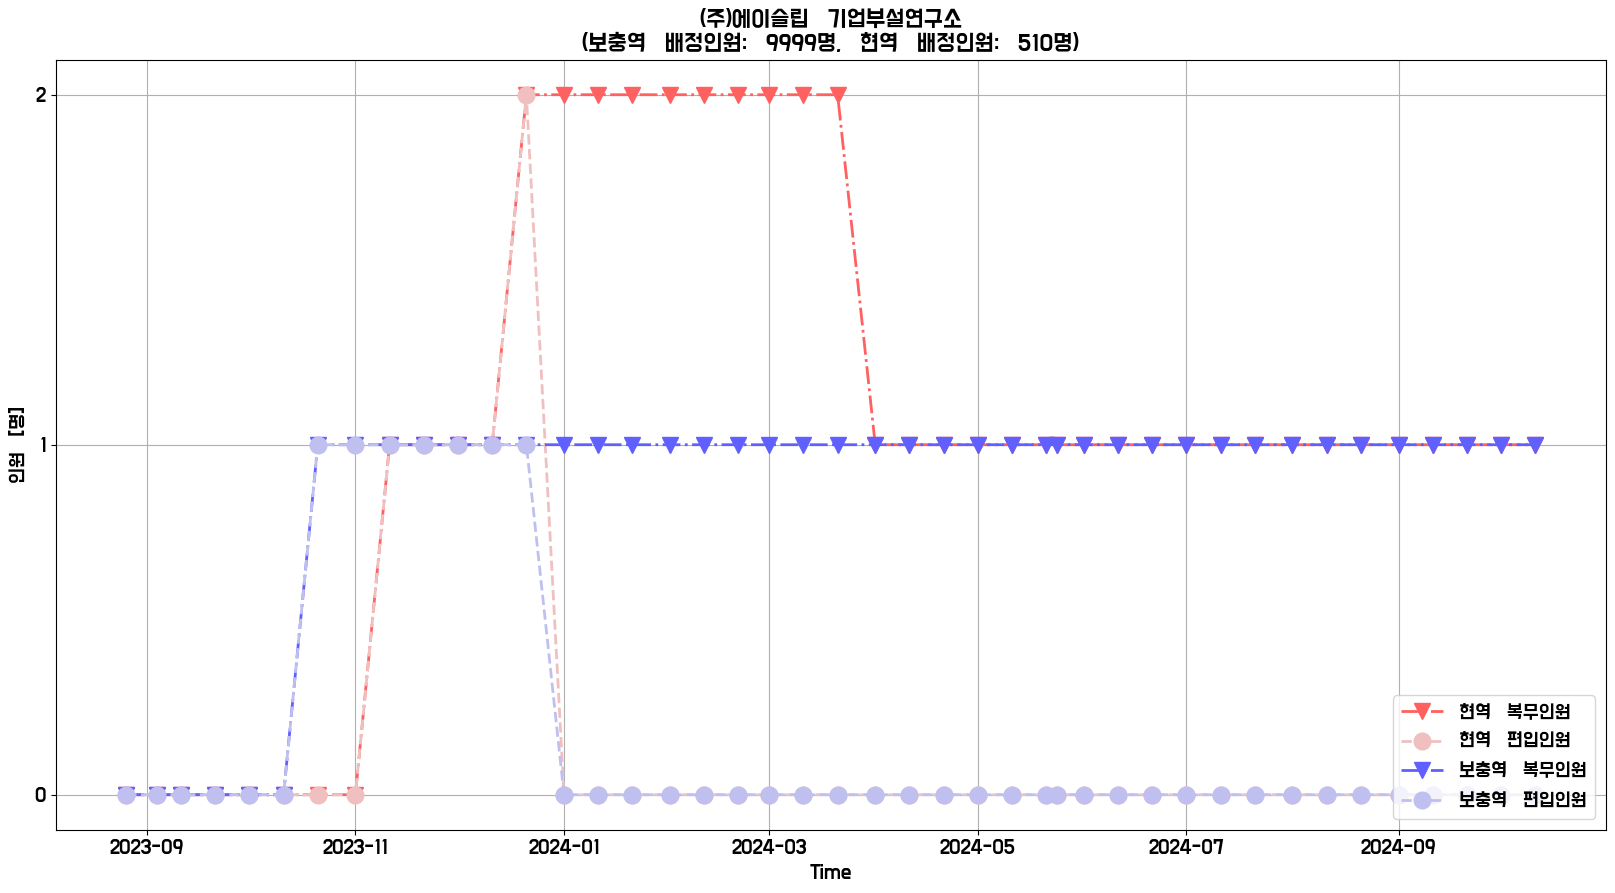 (주)에이슬립 기업부설연구소
(보충역 배정인원: 9999명, 현역 배정인원: 510명)
인원 [명]
2
1
0
2023-09
2023-11
2024-01
2024-03
2024-05
2024-07
2024-09
Time
현역 복무인원
현역 편입인원
보충역 복무인원
보충역 편입인원